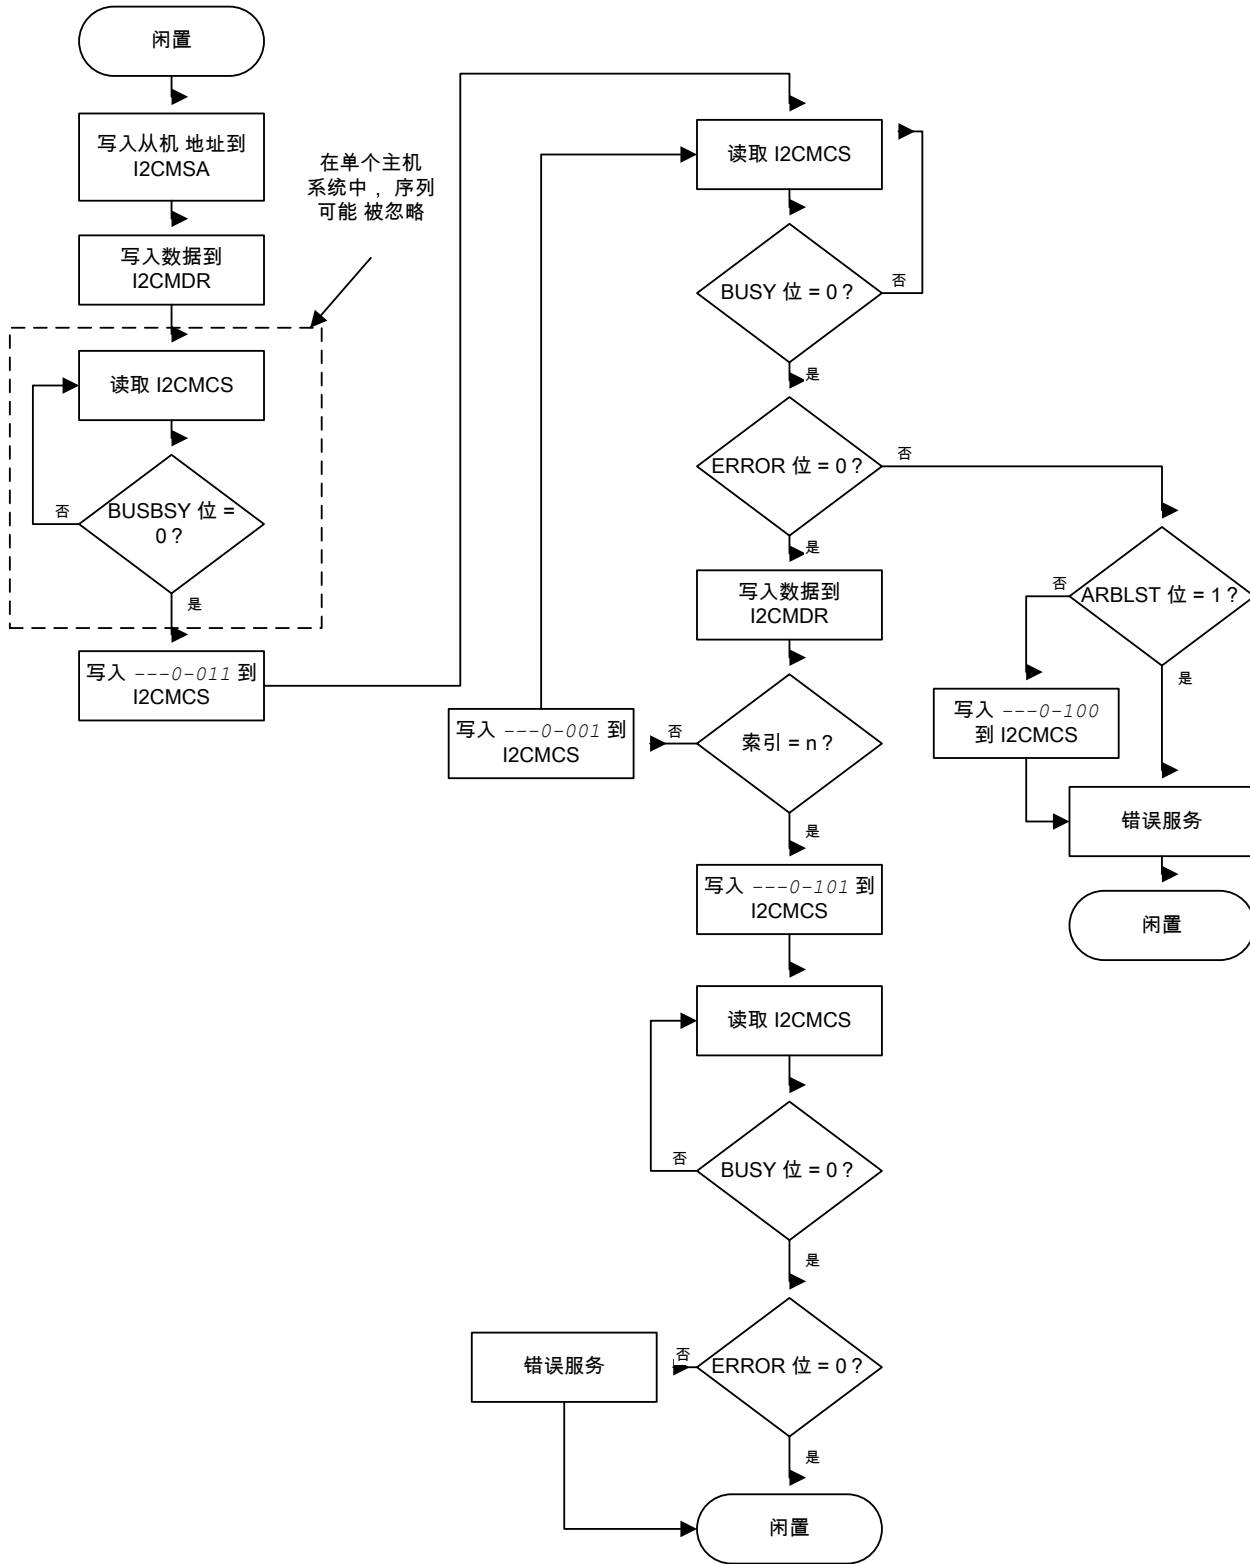 闲置
写入从机 地址到
I2CMSA
写入数据到
I2CMDR
在单个主机
系统中 ，序列
可能 被忽略
读取 I2CMCS
否
BUSBSY 位 =
0 ?
是
写入 ---0-011 到
I2CMCS
读取 I2CMCS
BUSY 位 = 0 ?
否
是
ERROR 位 = 0 ?
否
是
写入数据到
I2CMDR
写入 ---0-001 到
I2CMCS
否
索引 = n ?
是
否
ARBLST 位 = 1 ?
是
写入 ---0-100
到 I2CMCS
错误服务
闲置
写入 ---0-101 到
I2CMCS
读取 I2CMCS
否
BUSY 位 = 0 ?
是
错误服务
否
ERROR 位 = 0 ?
是
闲置